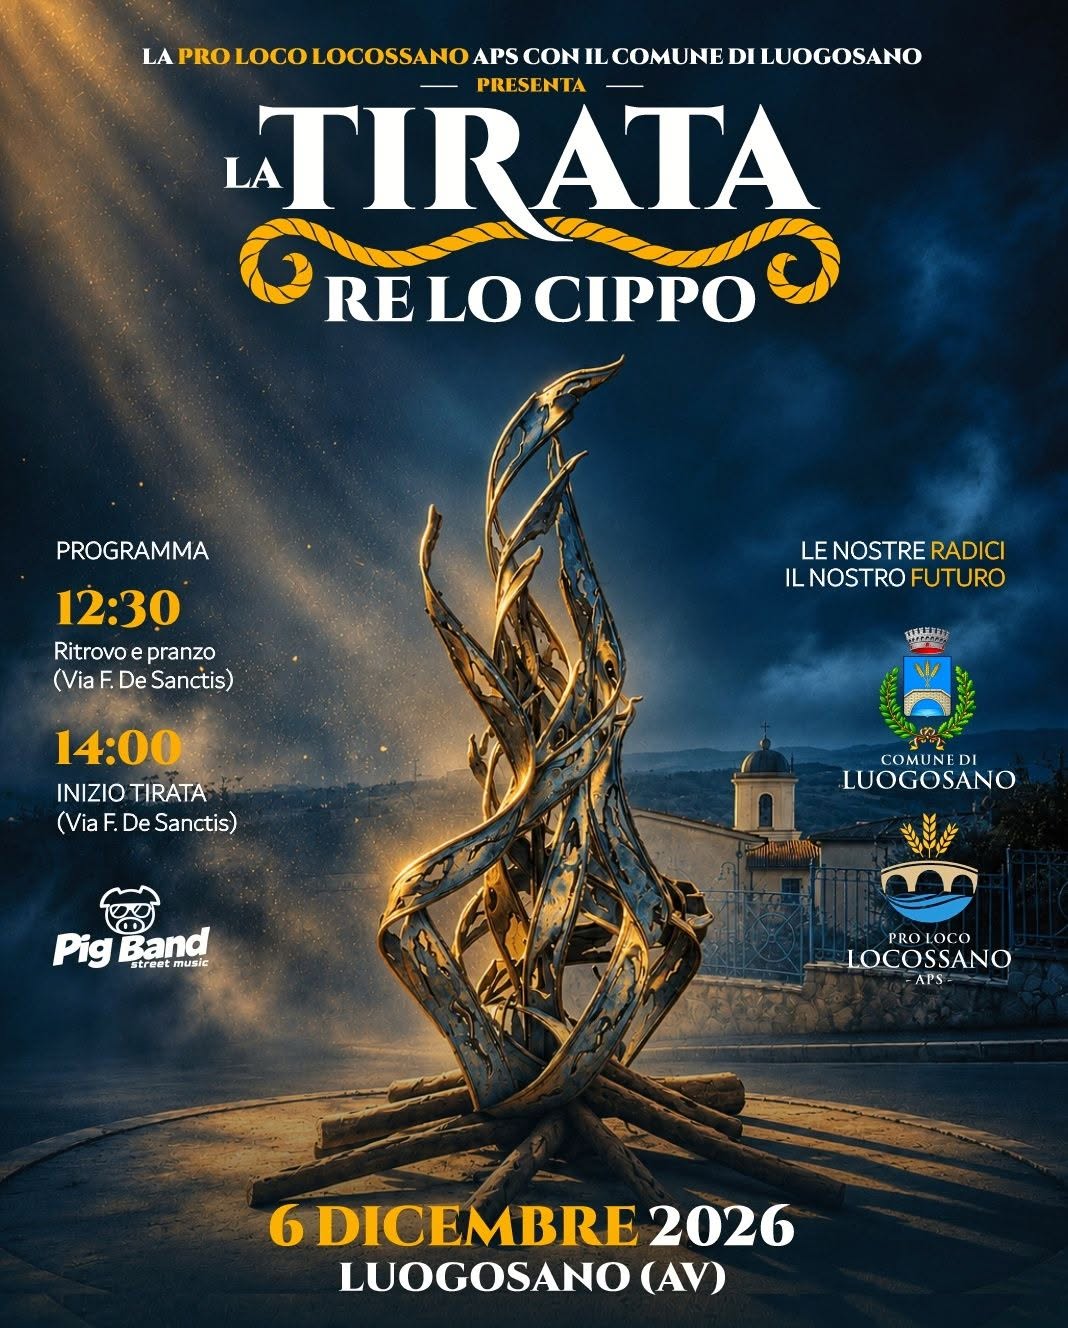 LA PRO LOCO LOCOSSANO APS CON IL COMUNE DI LUOGOSANO
PRESENTA
LA TIRATA
RE LO CIPPO
PROGRAMMA
12:30
Ritrovo e pranzo
(Via F. De Sanctis)
14:00
INIZIO TIRATA
(Via F. De Sanctis)
Pig Band
street music
LE NOSTRE RADICI
IL NOSTRO FUTURO
COMUNE DI
LUOGOSANO
PRO LOCO
LOCOSSANO
- APS -
6 DICEMBRE 2026
LUOGOSANO (AV)